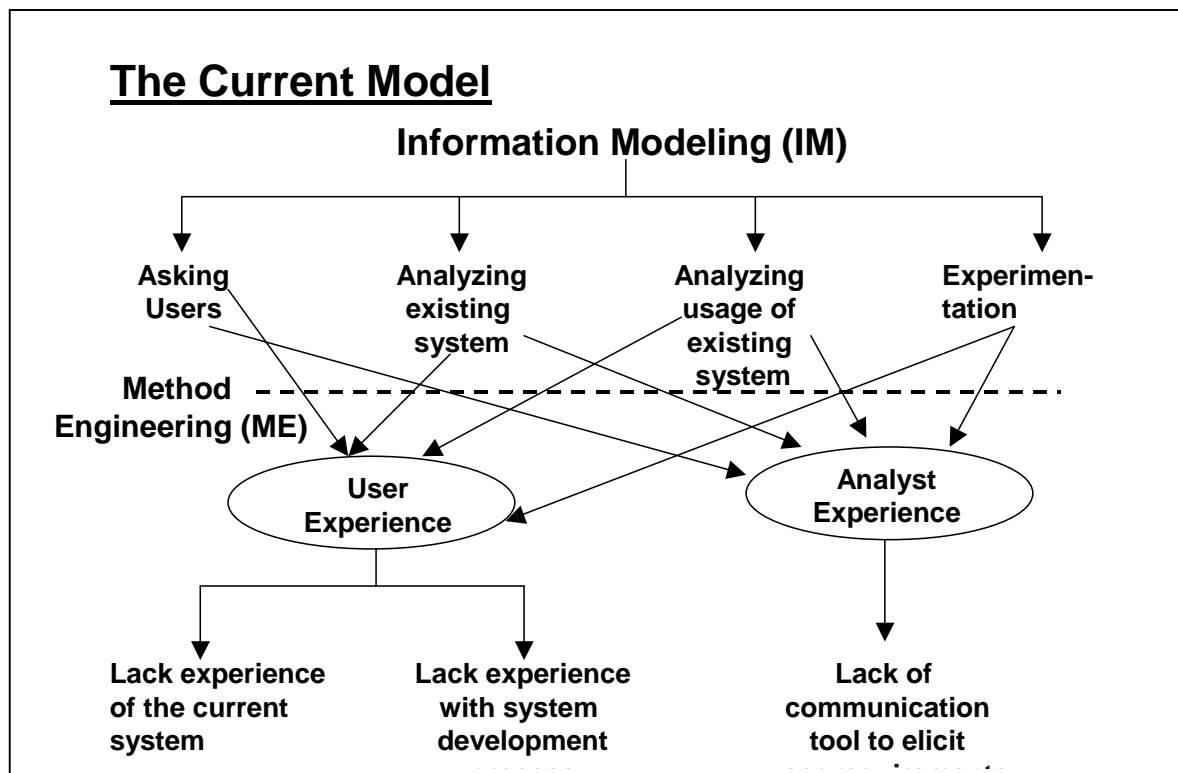 The Current Model
Information Modeling (IM)
Asking
Users
Analyzing
existing
system
Analyzing
usage of
existing
system
Experimen-
tation
Method
Engineering (ME)
User
Experience
Analyst
Experience
Lack experience
of the current
system
Lack experience
with system
development
Lack of
communication
tool to elicit